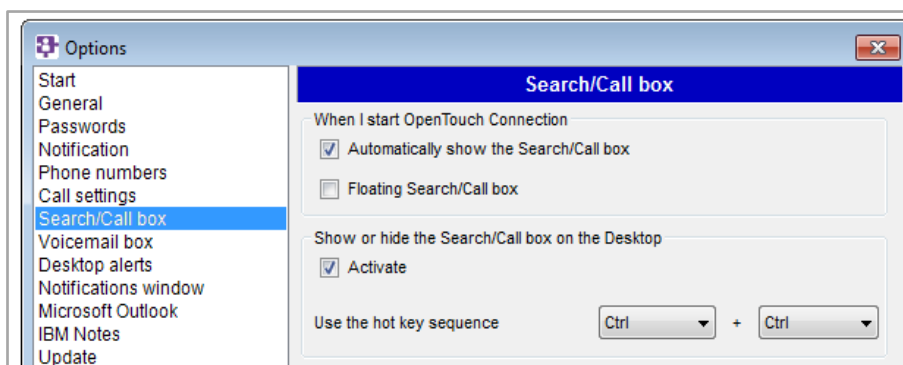 Options
Start
General
Passwords
Notification
Phone numbers
Call settings
Search/Call box
Voicemail box
Desktop alerts
Notifications window
Microsoft Outlook
IBM Notes
Update
Search/Call box
When I start OpenTouch Connection
Automatically show the Search/Call box
Floating Search/Call box
Show or hide the Search/Call box on the Desktop
Activate
Use the hot key sequence Ctrl + Ctrl